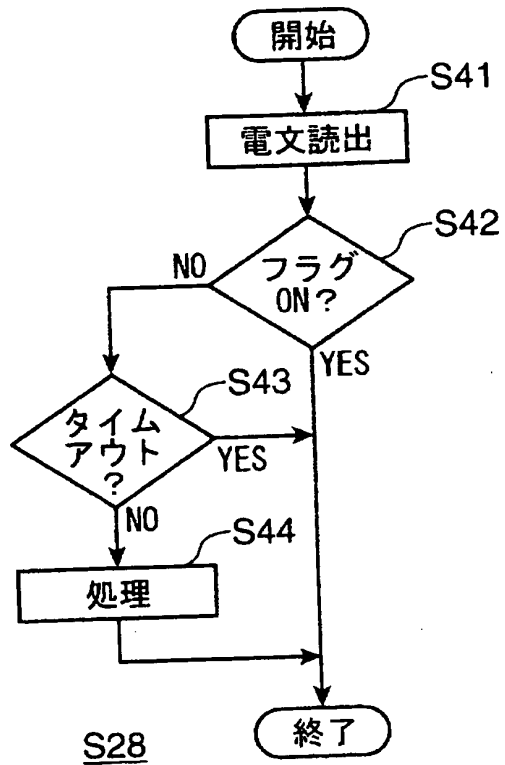 開始
S41
電文読出
S42
フラグ
ON?
NO
YES
S43
タイム
アウト
?
YES
NO
S44
処理
終了
S28